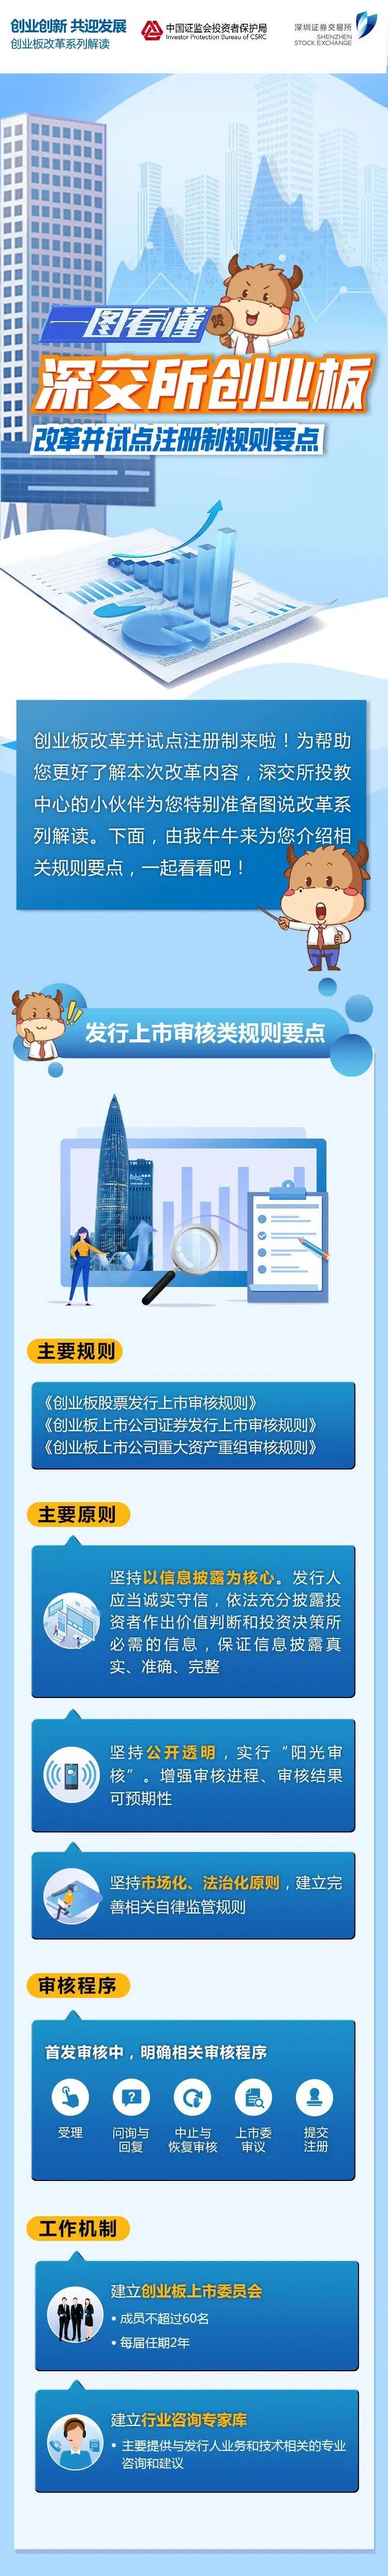 创业创新 共迎发展
创业板改革系列解读
中国证监会投资者保护局
Investor Protection Bureau of CSRC
深圳证券交易所
SHENZHEN
STOCK EXCHANGE
一图看懂
赞
深交所创业板
改革并试点注册制规则要点
创业板改革并试点注册制来啦！为帮助
您更好了解本次改革内容，深交所投教
中心的小伙伴为您特别准备图说改革系
列解读。下面，由我牛牛来为您介绍相
关规则要点，一起看看吧！
发行上市审核类规则要点
主要规则
《创业板股票发行上市审核规则》
《创业板上市公司证券发行上市审核规则》
《创业板上市公司重大资产重组审核规则》
主要原则
坚持以信息披露为核心。发行人
应当诚实守信，依法充分披露投
资者作出价值判断和投资决策所
必需的信息，保证信息披露真
实、准确、完整
坚持公开透明，实行“阳光审
核”。增强审核进程、审核结果
可预期性
坚持市场化、法治化原则，建立完
善相关自律监管规则
审核程序
首发审核中，明确相关审核程序
受理
问询与
回复
中止与
恢复审核
上市委
审议
提交
注册
工作机制
建立创业板上市委员会
• 成员不超过60名
• 每届任期2年
建立行业咨询专家库
• 主要提供与发行人业务和技术相关的专业
咨询和建议